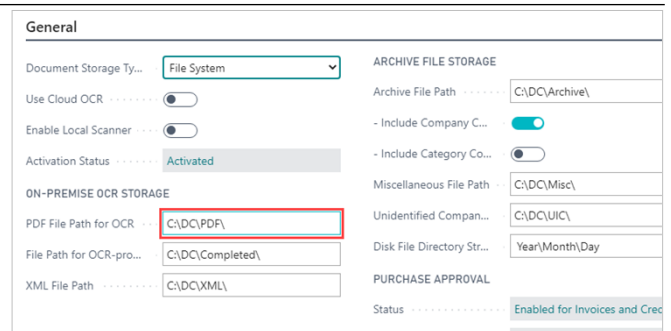 General
Document Storage Ty...
File System
Use Cloud OCR
Enable Local Scanner
Activation Status
Activated
ON-PREMISE OCR STORAGE
PDF File Path for OCR
C:\DC\PDF\
File Path for OCR-pro...
C:\DC\Completed\
XML File Path
C:\DC\XML\
ARCHIVE FILE STORAGE
Archive File Path
C:\DC\Archive\
- Include Company C...
- Include Category Co...
Miscellaneous File Path
C:\DC\Misc\
Unidentified Compan...
C:\DC\UIC\
Disk File Directory Str...
Year\Month\Day
PURCHASE APPROVAL
Status
Enabled for Invoices and Cred